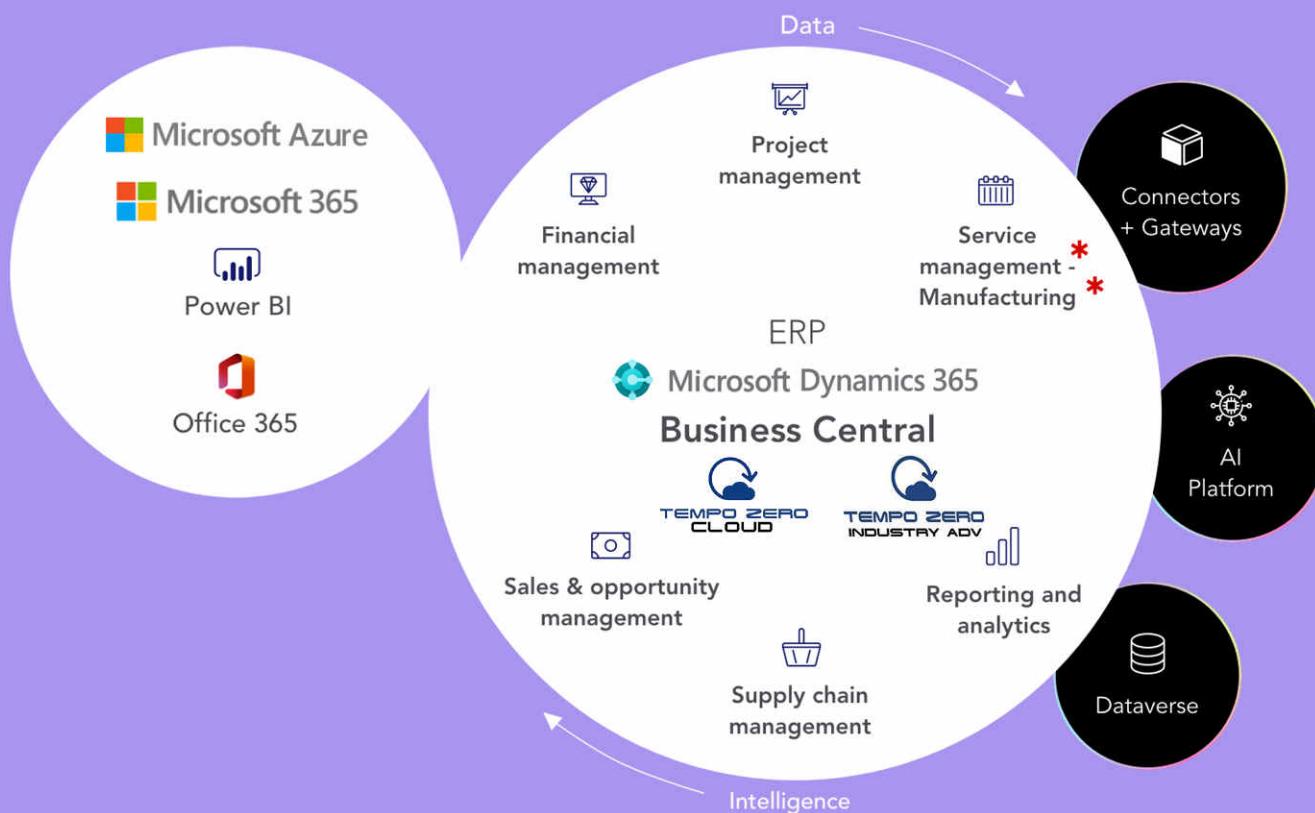 Data
Microsoft Azure
Microsoft 365
Power BI
Office 365
Project
management
Financial
management
Service *
management - *
Manufacturing
ERP
Microsoft Dynamics 365
Business Central
TEMPO ZERO
CLOUD
TEMPO ZERO
INDUSTRY ADV
Sales & opportunity
management
Reporting and
analytics
Supply chain
management
Connectors
+ Gateways
AI
Platform
Dataverse
Intelligence